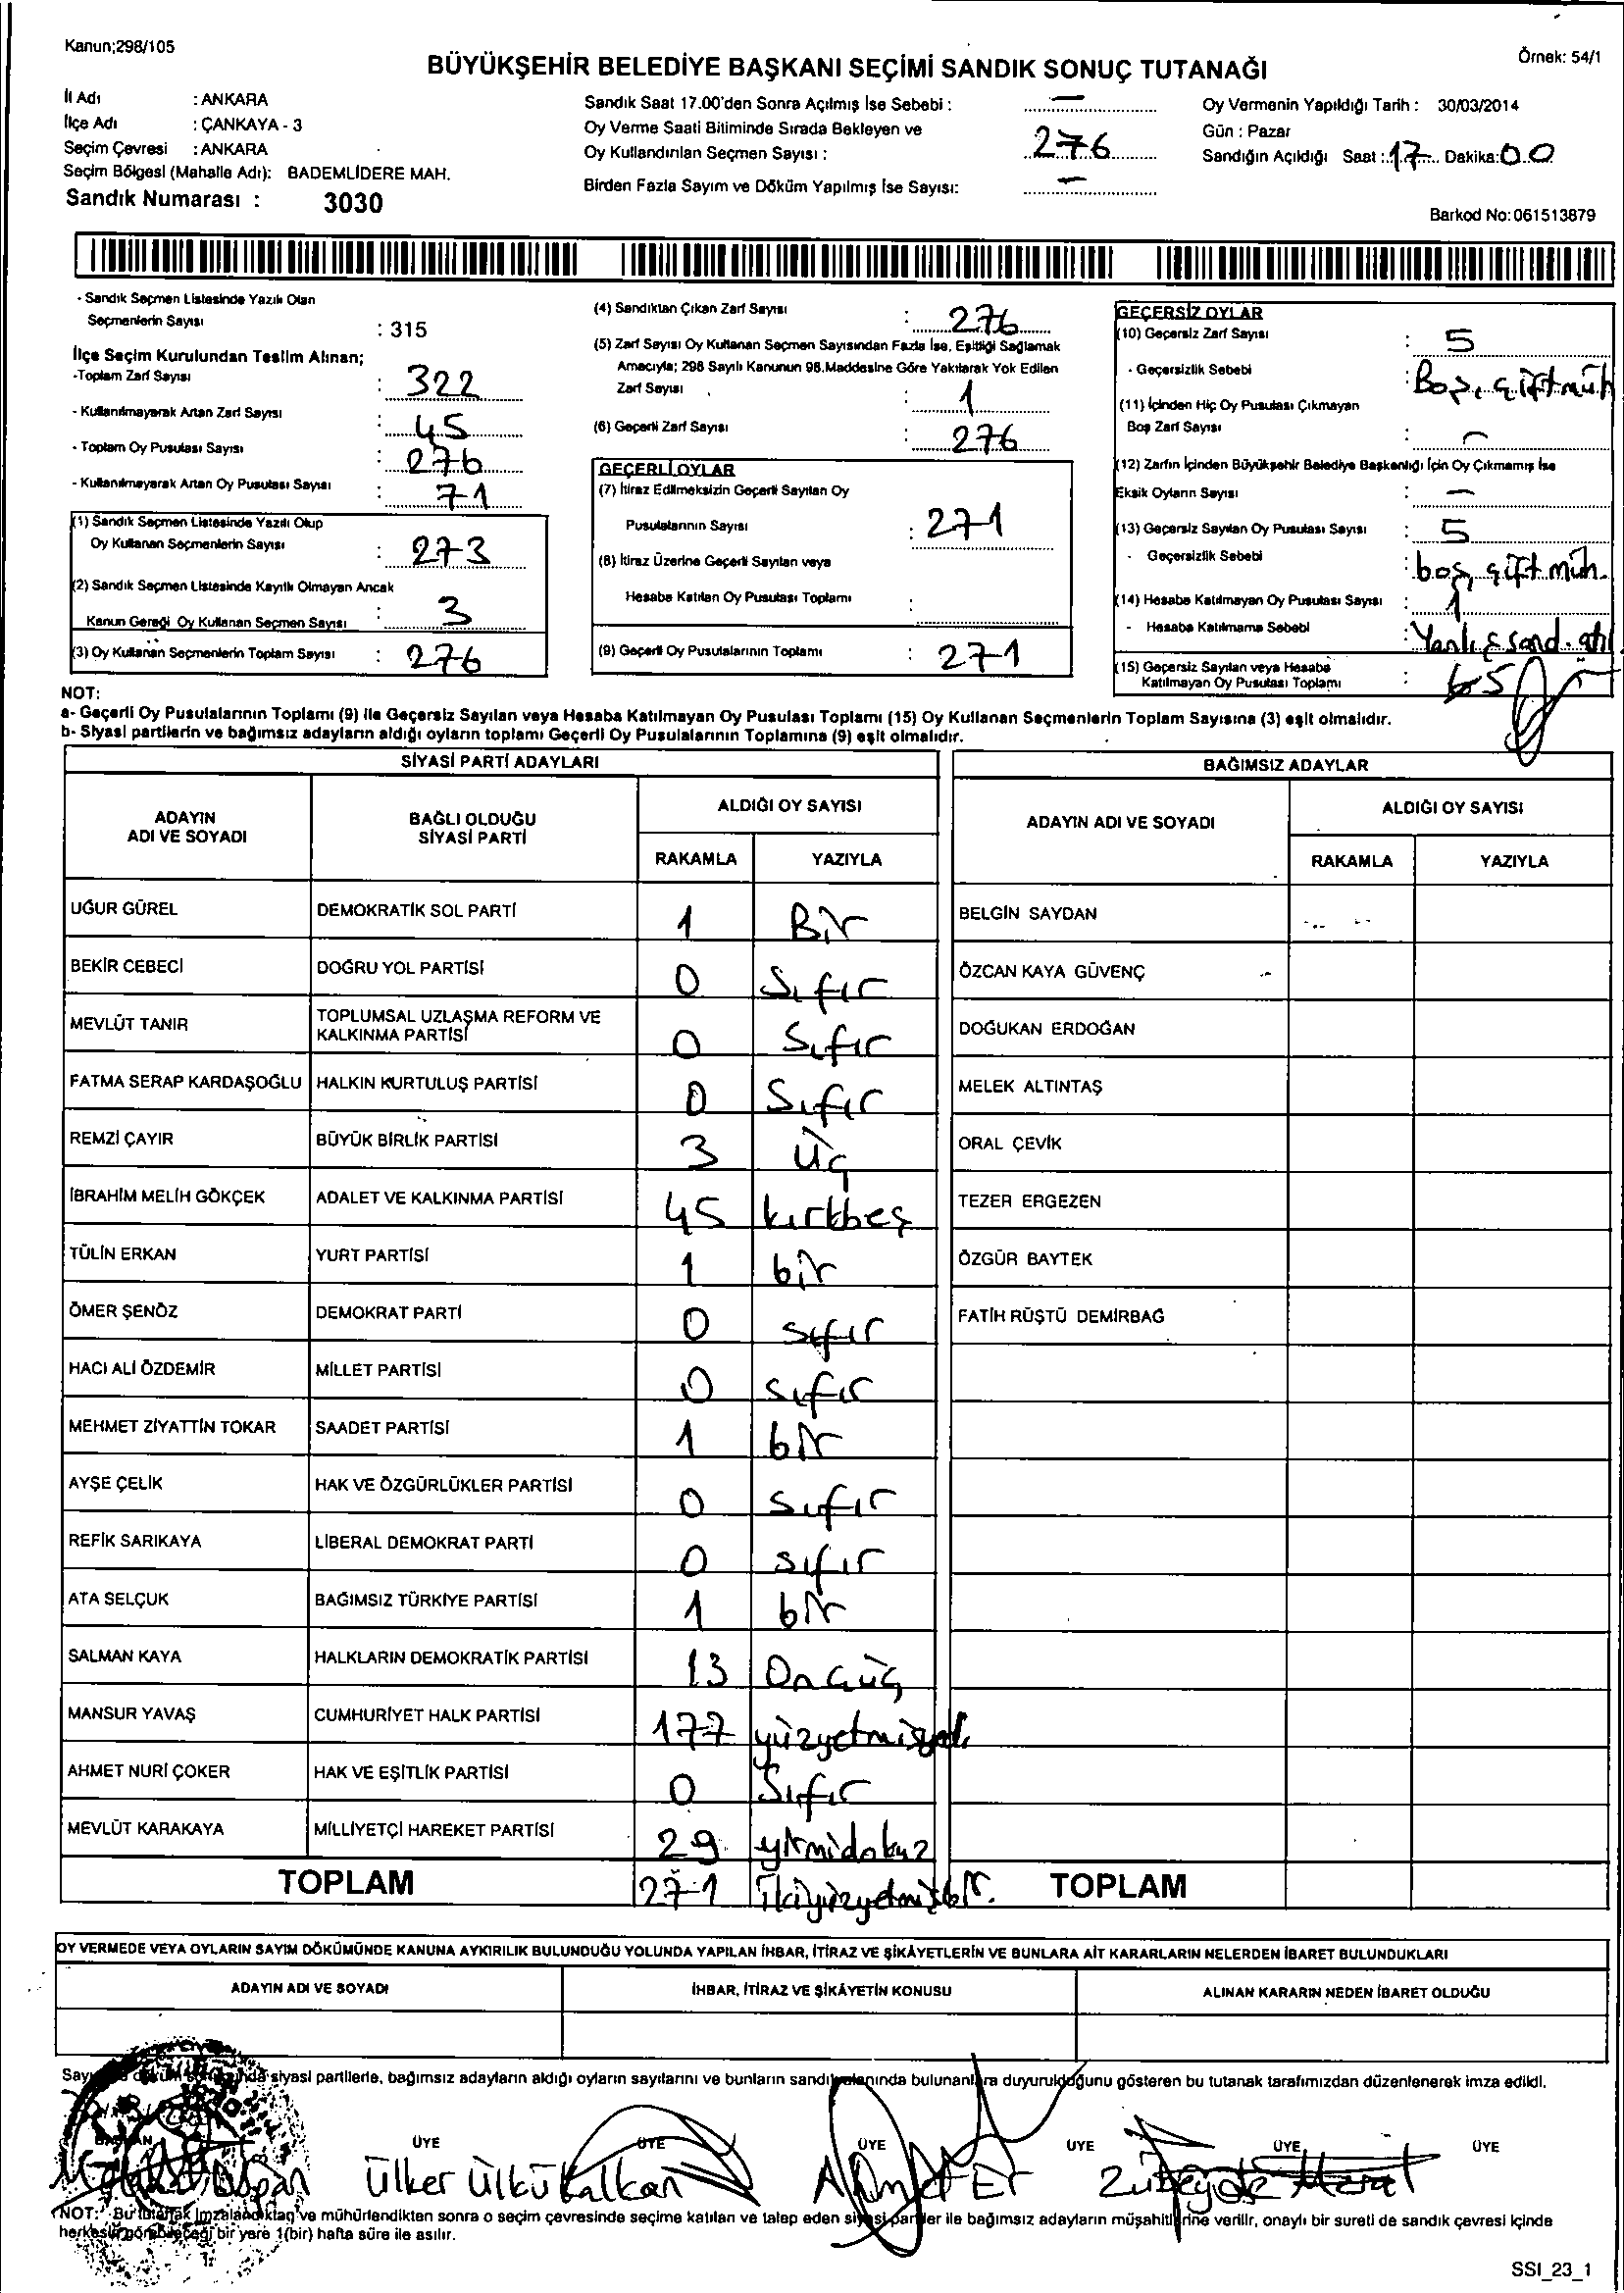 Kanun;298/105
Örnek: 54/1
BÜYÜKŞEHİR BELEDİYE BAŞKANI SEÇİMİ SANDIK SONUÇ TUTANAĞI
İl Adı : ANKARA
İlçe Adı : ÇANKAYA - 3
Seçim Çevresi : ANKARA
Seçim Bölgesi (Mahalle Adı): BADEMLİDERE MAH.
Sandık Numarası : 3030
Sandık Saat 17.00'den Sonra Açılmış İse Sebebi : —
Oy Verme Saati Bitiminde Sırada Bekleyen ve
Oy Kullandırılan Seçmen Sayısı : 276
Birden Fazla Sayım ve Döküm Yapılmış İse Sayısı: —
Oy Vermenin Yapıldığı Tarih : 30/03/2014
Gün : Pazar
Sandığın Açıldığı Saat : 17 Dakika: 00
Barkod No: 061513879
- Sandık Seçmen Listesinde Yazılı Olan
Seçmenlerin Sayısı : 315
İlçe Seçim Kurulundan Teslim Alınan;
-Toplam Zarf Sayısı : 322
- Kullanılmayarak Artan Zarf Sayısı : 45
- Toplam Oy Pusulası Sayısı : 276
- Kullanılmayarak Artan Oy Pusulası Sayısı : 71
(1) Sandık Seçmen Listesinde Yazılı Olup
Oy Kullanan Seçmenlerin Sayısı : 273
(2) Sandık Seçmen Listesinde Kayıtlı Olmayan Ancak
Kanun Gereği Oy Kullanan Seçmen Sayısı : 3
(3) Oy Kullanan Seçmenlerin Toplam Sayısı : 276
(4) Sandıktan Çıkan Zarf Sayısı : 276
(5) Zarf Sayısı Oy Kullanan Seçmen Sayısından Fazla İse, Eşitliği Sağlamak
Amacıyla; 298 Sayılı Kanunun 98.Maddesine Göre Yakılarak Yok Edilen
Zarf Sayısı : 1
(6) Geçerli Zarf Sayısı : 276
GEÇERLİ OYLAR
(7) İtiraz Edilmeksizin Geçerli Sayılan Oy
Pusulalarının Sayısı : 271
(8) İtiraz Üzerine Geçerli Sayılan veya
Hesaba Katılan Oy Pusulası Toplamı :
(9) Geçerli Oy Pusulalarının Toplamı : 271
GEÇERSİZ OYLAR
(10) Geçersiz Zarf Sayısı : 5
- Geçersizlik Sebebi : Boş, çift müh
(11) İçinden Hiç Oy Pusulası Çıkmayan
Boş Zarf Sayısı : —
(12) Zarfın İçinden Büyükşehir Belediye Başkanlığı İçin Oy Çıkmamış İse
Eksik Oyların Sayısı : —
(13) Geçersiz Sayılan Oy Pusulası Sayısı : 5
- Geçersizlik Sebebi : boş, çift müh.
(14) Hesaba Katılmayan Oy Pusulası Sayısı : 1
- Hesaba Katılmama Sebebi : Yanlış sand. atıl
(15) Geçersiz Sayılan veya Hesaba
Katılmayan Oy Pusulası Toplamı : 5
NOT:
a- Geçerli Oy Pusulalarının Toplamı (9) ile Geçersiz Sayılan veya Hesaba Katılmayan Oy Pusulası Toplamı (15) Oy Kullanan Seçmenlerin Toplam Sayısına (3) eşit olmalıdır.
b- Siyasi partilerin ve bağımsız adayların aldığı oyların toplamı Geçerli Oy Pusulalarının Toplamına (9) eşit olmalıdır.
SİYASİ PARTİ ADAYLARI
ADAYIN ADI VE SOYADI BAĞLI OLDUĞU SİYASİ PARTİ ALDIĞI OY SAYISI
RAKAMLA YAZIYLA
UĞUR GÜREL DEMOKRATİK SOL PARTİ 1 Bir
BEKİR CEBECİ DOĞRU YOL PARTİSİ 0 Sıfır
MEVLÜT TANIR TOPLUMSAL UZLAŞMA REFORM VE KALKINMA PARTİSİ 0 Sıfır
FATMA SERAP KARDAŞOĞLU HALKIN KURTULUŞ PARTİSİ 0 Sıfır
REMZİ ÇAYIR BÜYÜK BİRLİK PARTİSİ 3 Üç
İBRAHİM MELİH GÖKÇEK ADALET VE KALKINMA PARTİSİ 45 kırkbeş
TÜLİN ERKAN YURT PARTİSİ 1 bir
ÖMER ŞENÖZ DEMOKRAT PARTİ 0 sıfır
HACI ALİ ÖZDEMİR MİLLET PARTİSİ 0 sıfır
MEHMET ZİYATTİN TOKAR SAADET PARTİSİ 1 bir
AYŞE ÇELİK HAK VE ÖZGÜRLÜKLER PARTİSİ 0 sıfır
REFİK SARIKAYA LİBERAL DEMOKRAT PARTİ 0 sıfır
ATA SELÇUK BAĞIMSIZ TÜRKİYE PARTİSİ 1 bir
SALMAN KAYA HALKLARIN DEMOKRATİK PARTİSİ 13 Onüç
MANSUR YAVAŞ CUMHURİYET HALK PARTİSİ 177 yüzyetmişyedi
AHMET NURİ ÇOKER HAK VE EŞİTLİK PARTİSİ 0 Sıfır
MEVLÜT KARAKAYA MİLLİYETÇİ HAREKET PARTİSİ 29 yirmidokuz
TOPLAM 271 ikiyüzyetmişbir.
BAĞIMSIZ ADAYLAR
ADAYIN ADI VE SOYADI ALDIĞI OY SAYISI
RAKAMLA YAZIYLA
BELGİN SAYDAN
ÖZCAN KAYA GÜVENÇ
DOĞUKAN ERDOĞAN
MELEK ALTINTAŞ
ORAL ÇEVİK
TEZER ERGEZEN
ÖZGÜR BAYTEK
FATİH RÜŞTÜ DEMİRBAĞ
TOPLAM
OY VERMEDE VEYA OYLARIN SAYIM DÖKÜMÜNDE KANUNA AYKIRILIK BULUNDUĞU YOLUNDA YAPILAN İHBAR, İTİRAZ VE ŞİKÂYETLERİN VE BUNLARA AİT KARARLARIN NELERDEN İBARET BULUNDUKLARI
ADAYIN ADI VE SOYADI İHBAR, İTİRAZ VE ŞİKÂYETİN KONUSU ALINAN KARARIN NEDEN İBARET OLDUĞU
siyasi partilerle, bağımsız adayların aldığı oyların sayılarını ve bunların sandık alanında bulunanlara duyurulduğunu gösteren bu tutanak tarafımızdan düzenlenerek imza edildi.
BAŞKAN ÜYE ÜYE ÜYE ÜYE ÜYE ÜYE
Doğan Ülker Ülkü Kalkan Ahmet Er Zübeyde Meral
NOT: Bu tutanak imzalandıktan ve mühürlendikten sonra o seçim çevresinde seçime katılan ve talep eden siyasi partiler ile bağımsız adayların müşahitlerine verilir, onaylı bir sureti de sandık çevresi içinde
herkesin görebileceği bir yere 1(bir) hafta süre ile asılır.
SSI_23_1